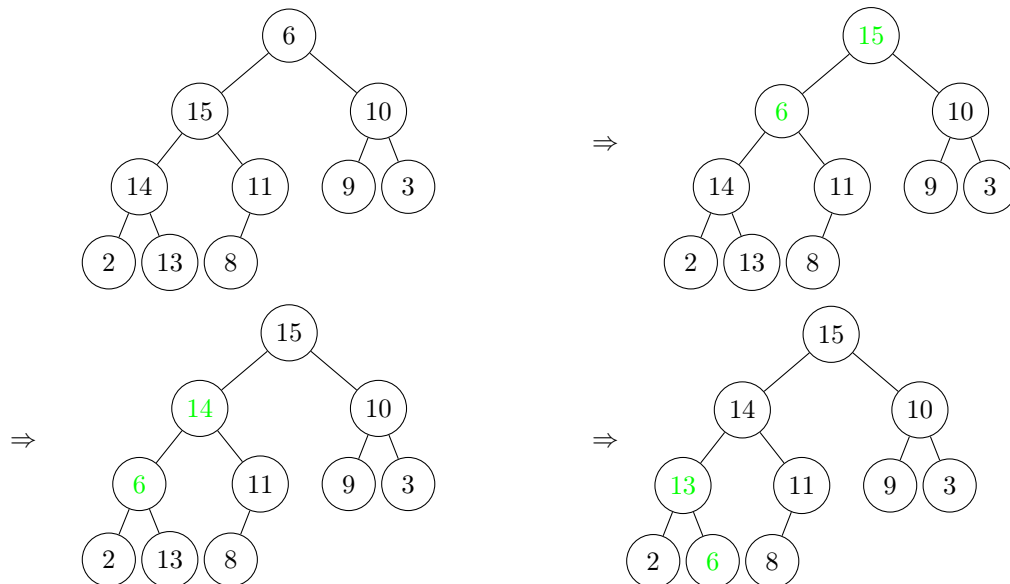 6 15
15 10 ⇒ 6 10
14 11 9 3 14 11 9 3
2 13 8 2 13 8
15 15
⇒ 14 10 ⇒ 14 10
6 11 9 3 13 11 9 3
2 13 8 2 6 8